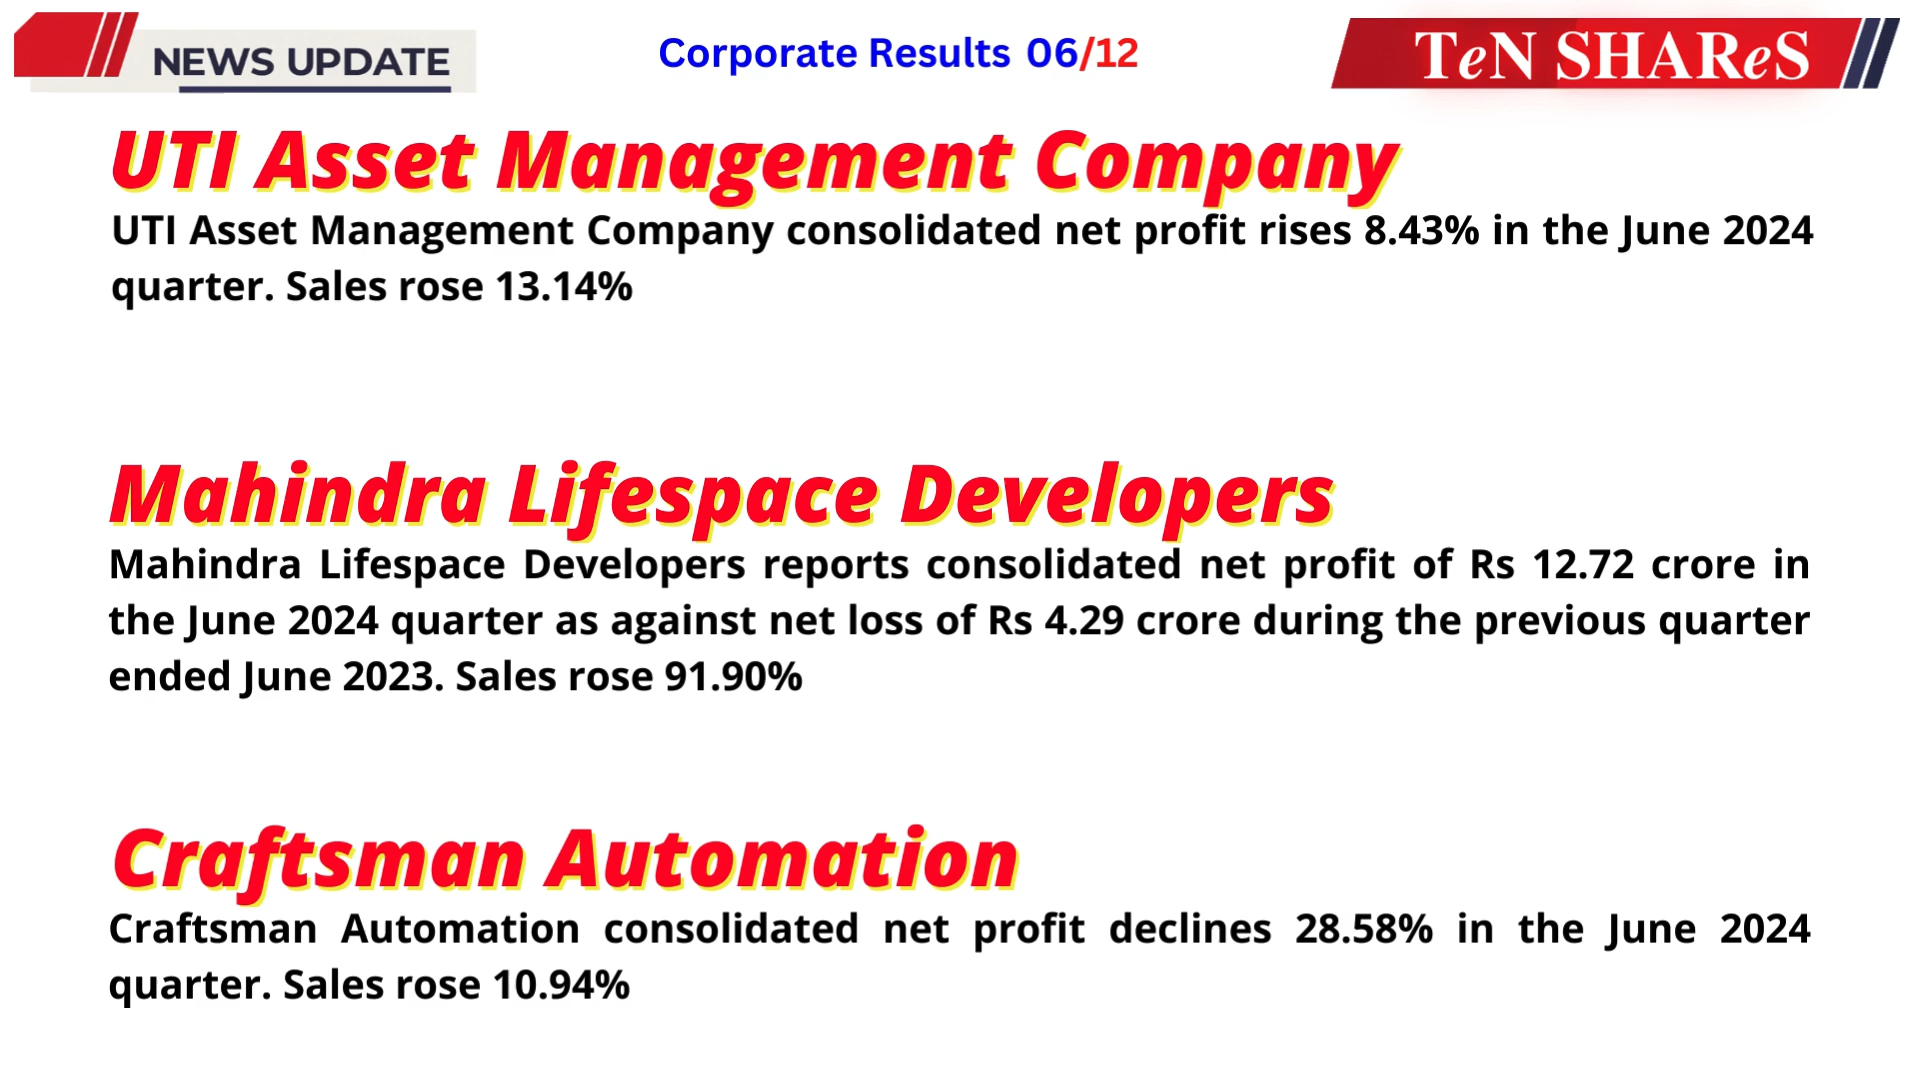 NEWS UPDATE
Corporate Results 06/12
TeN SHAReS
UTI Asset Management Company
UTI Asset Management Company consolidated net profit rises 8.43% in the June 2024
quarter. Sales rose 13.14%
Mahindra Lifespace Developers
Mahindra Lifespace Developers reports consolidated net profit of Rs 12.72 crore in
the June 2024 quarter as against net loss of Rs 4.29 crore during the previous quarter
ended June 2023. Sales rose 91.90%
Craftsman Automation
Craftsman Automation consolidated net profit declines 28.58% in the June 2024
quarter. Sales rose 10.94%